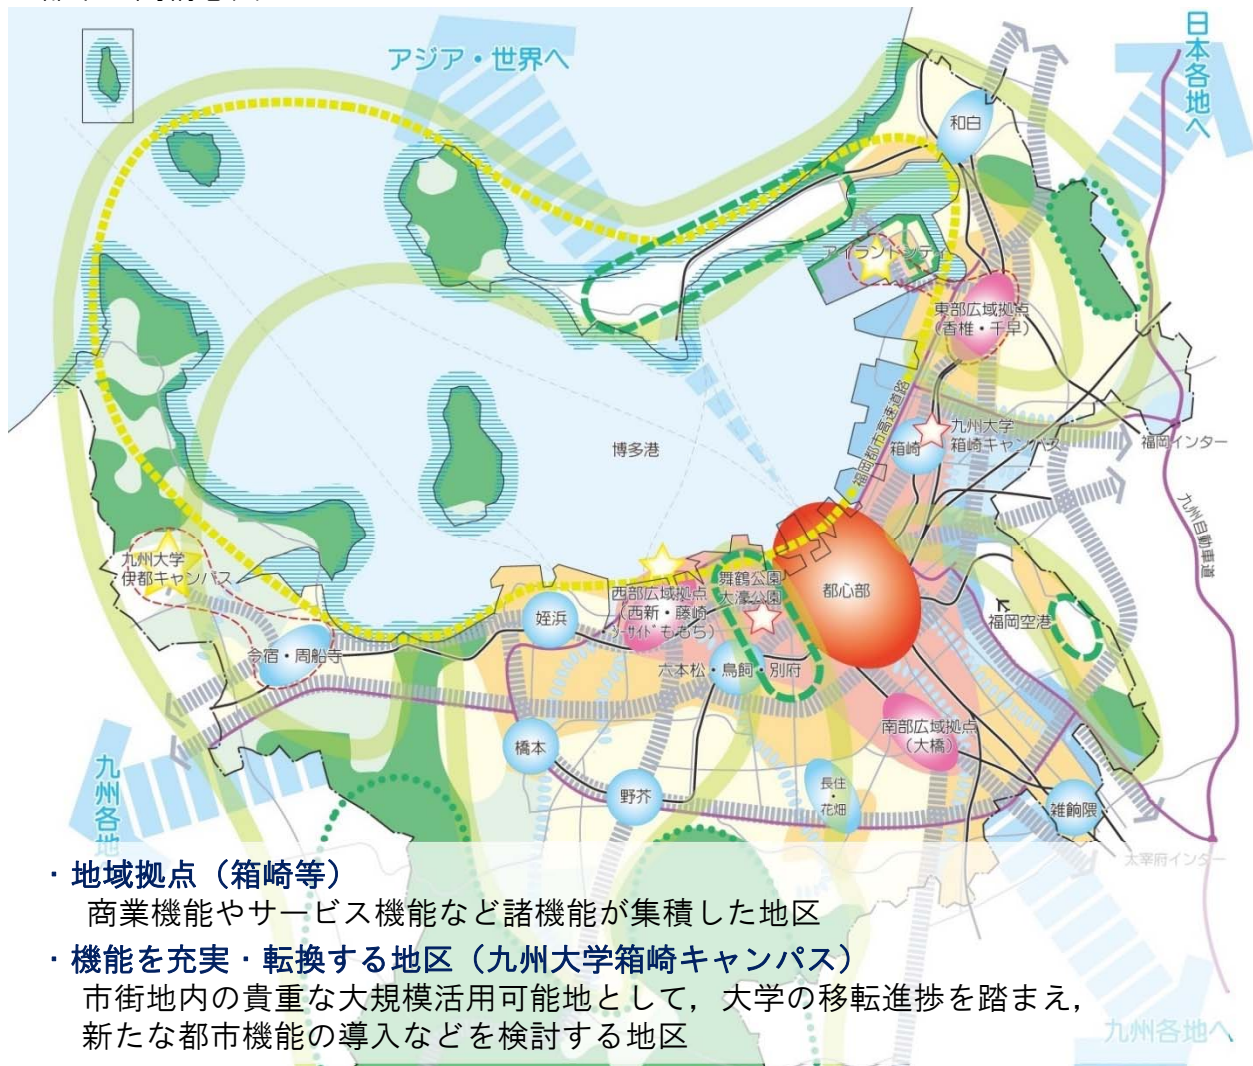 アジア・世界へ
日本各地へ
和白
アイランドシティ
東部広域拠点
(香椎・千早)
福岡都市高速道路
九州大学
箱崎キャンパス
箱崎
福岡インター
九州自動車道
博多港
九州大学
伊都キャンパス
西部広域拠点
(西新・藤崎
・シーサイドももち)
舞鶴公園
大濠公園
都心部
福岡空港
姪浜
今宿・周船寺
六本松・鳥飼・別府
南部広域拠点
(大橋)
橋本
野芥
長住
・
花畑
雑餉隈
九州各地
太宰府インター
・地域拠点（箱崎等）
商業機能やサービス機能など諸機能が集積した地区
・機能を充実・転換する地区（九州大学箱崎キャンパス）
市街地内の貴重な大規模活用可能地として，大学の移転進捗を踏まえ，
新たな都市機能の導入などを検討する地区
九州各地へ